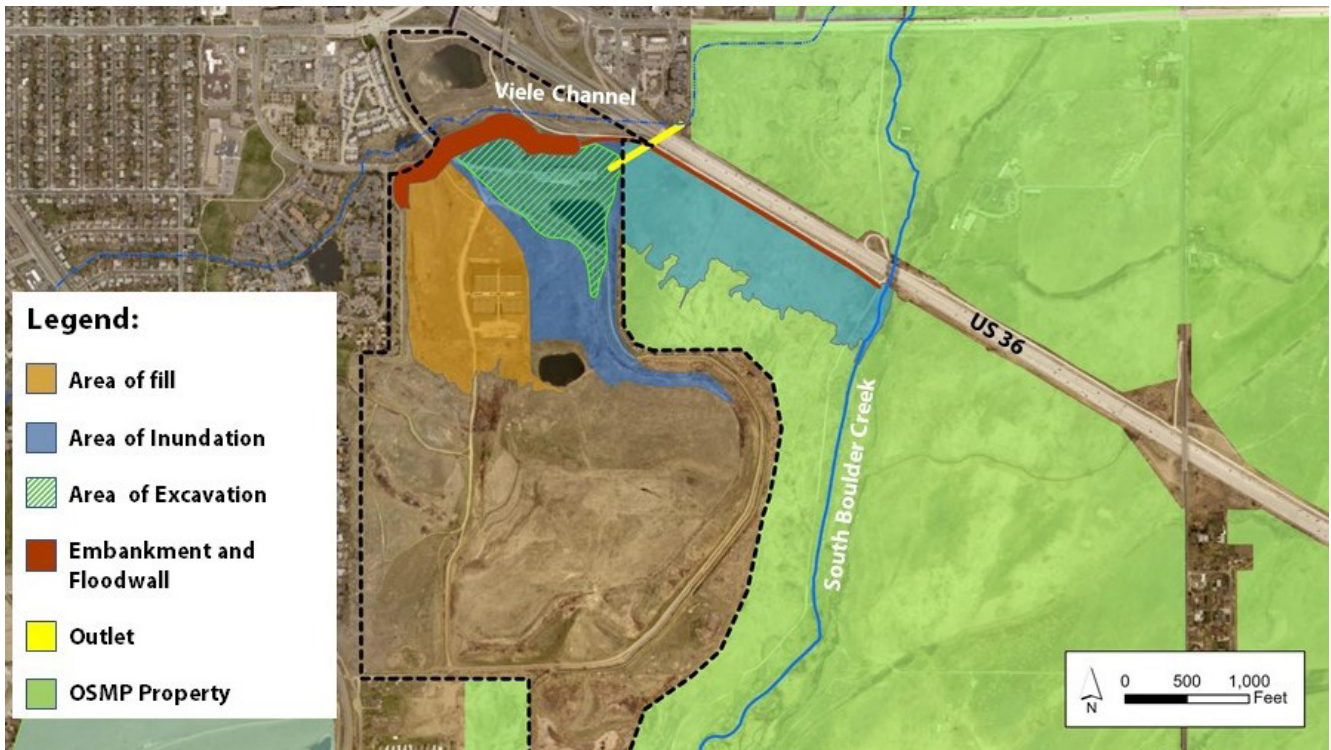 Viele Channel
US 36
South Boulder Creek
Legend:
Area of fill
Area of Inundation
Area of Excavation
Embankment and
Floodwall
Outlet
OSMP Property
N
0 500 1,000
Feet